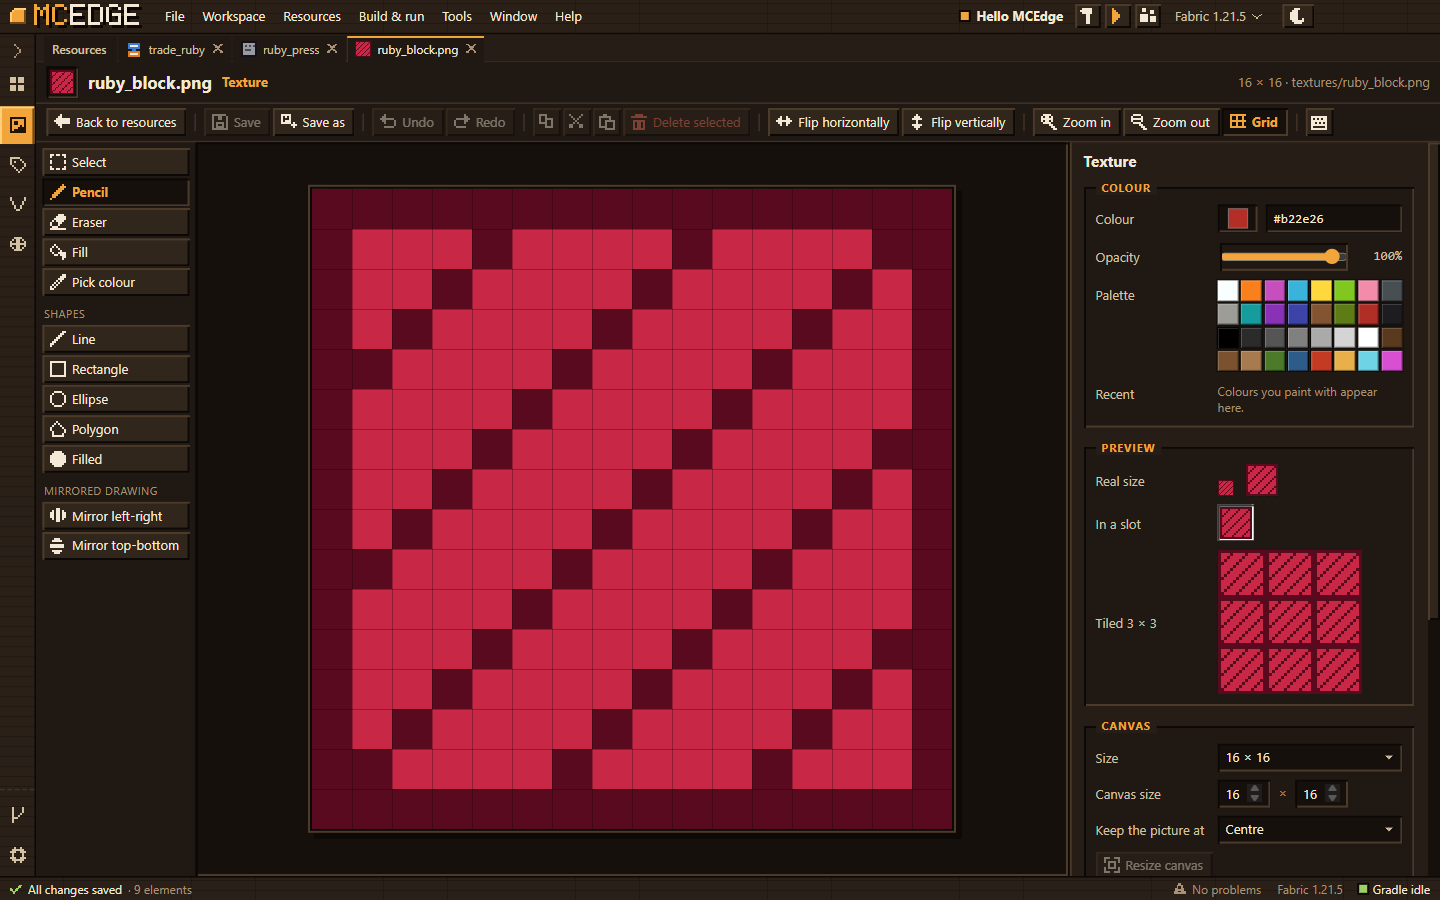 MCEDGE
File
Workspace
Resources
Build & run
Tools
Window
Help
Hello MCEdge
Fabric 1.21.5
Resources
trade_ruby
ruby_press
ruby_block.png
ruby_block.png
Texture
16 × 16 · textures/ruby_block.png
Back to resources
Save
Save as
Undo
Redo
Delete selected
Flip horizontally
Flip vertically
Zoom in
Zoom out
Grid
Select
Pencil
Eraser
Fill
Pick colour
SHAPES
Line
Rectangle
Ellipse
Polygon
Filled
MIRRORED DRAWING
Mirror left-right
Mirror top-bottom
Texture
COLOUR
Colour
#b22e26
Opacity
100%
Palette
Recent
Colours you paint with appear
here.
PREVIEW
Real size
In a slot
Tiled 3 × 3
CANVAS
Size
16 × 16
Canvas size
16 × 16
Keep the picture at
Centre
Resize canvas
All changes saved · 9 elements
No problems
Fabric 1.21.5
Gradle idle